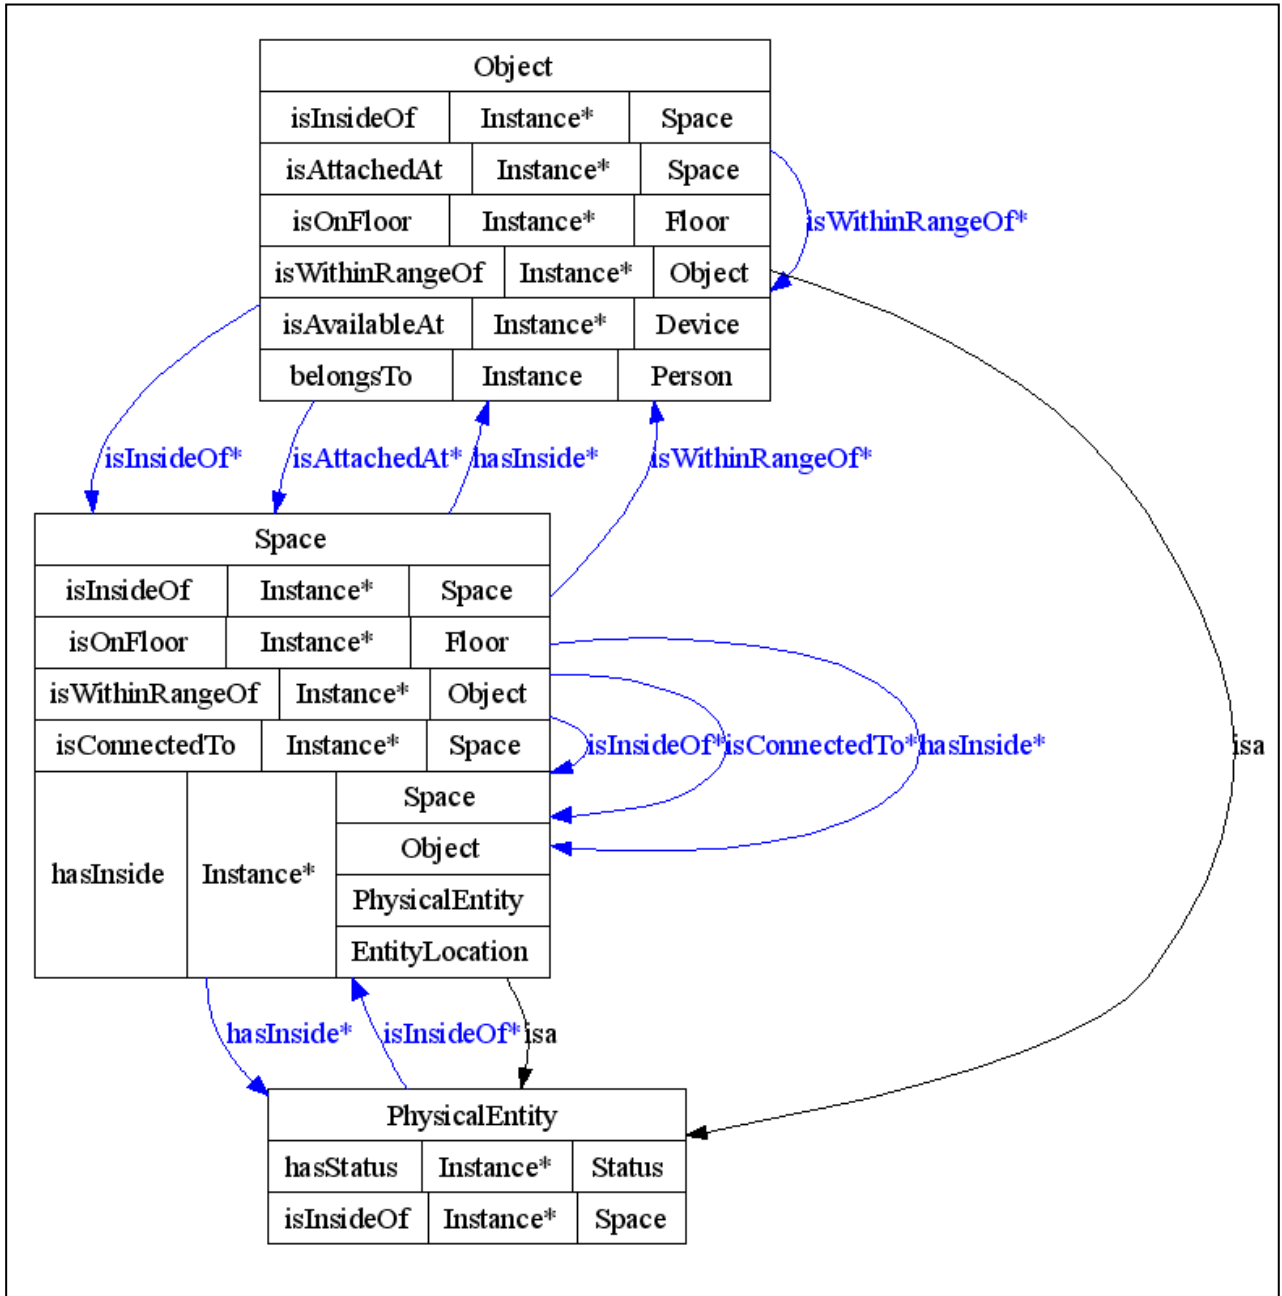 Object
isInsideOf Instance* Space
isAttachedAt Instance* Space
isOnFloor Instance* Floor
isWithinRangeOf Instance* Object
isAvailableAt Instance* Device
belongsTo Instance Person
isWithinRangeOf*
isInsideOf* isAttachedAt* hasInside* isWithinRangeOf*
Space
isInsideOf Instance* Space
isOnFloor Instance* Floor
isWithinRangeOf Instance* Object
isConnectedTo Instance* Space
isInsideOf* isConnectedTo* hasInside* isa
hasInside Instance*
Space
Object
PhysicalEntity
EntityLocation
hasInside* isInsideOf* isa
PhysicalEntity
hasStatus Instance* Status
isInsideOf Instance* Space